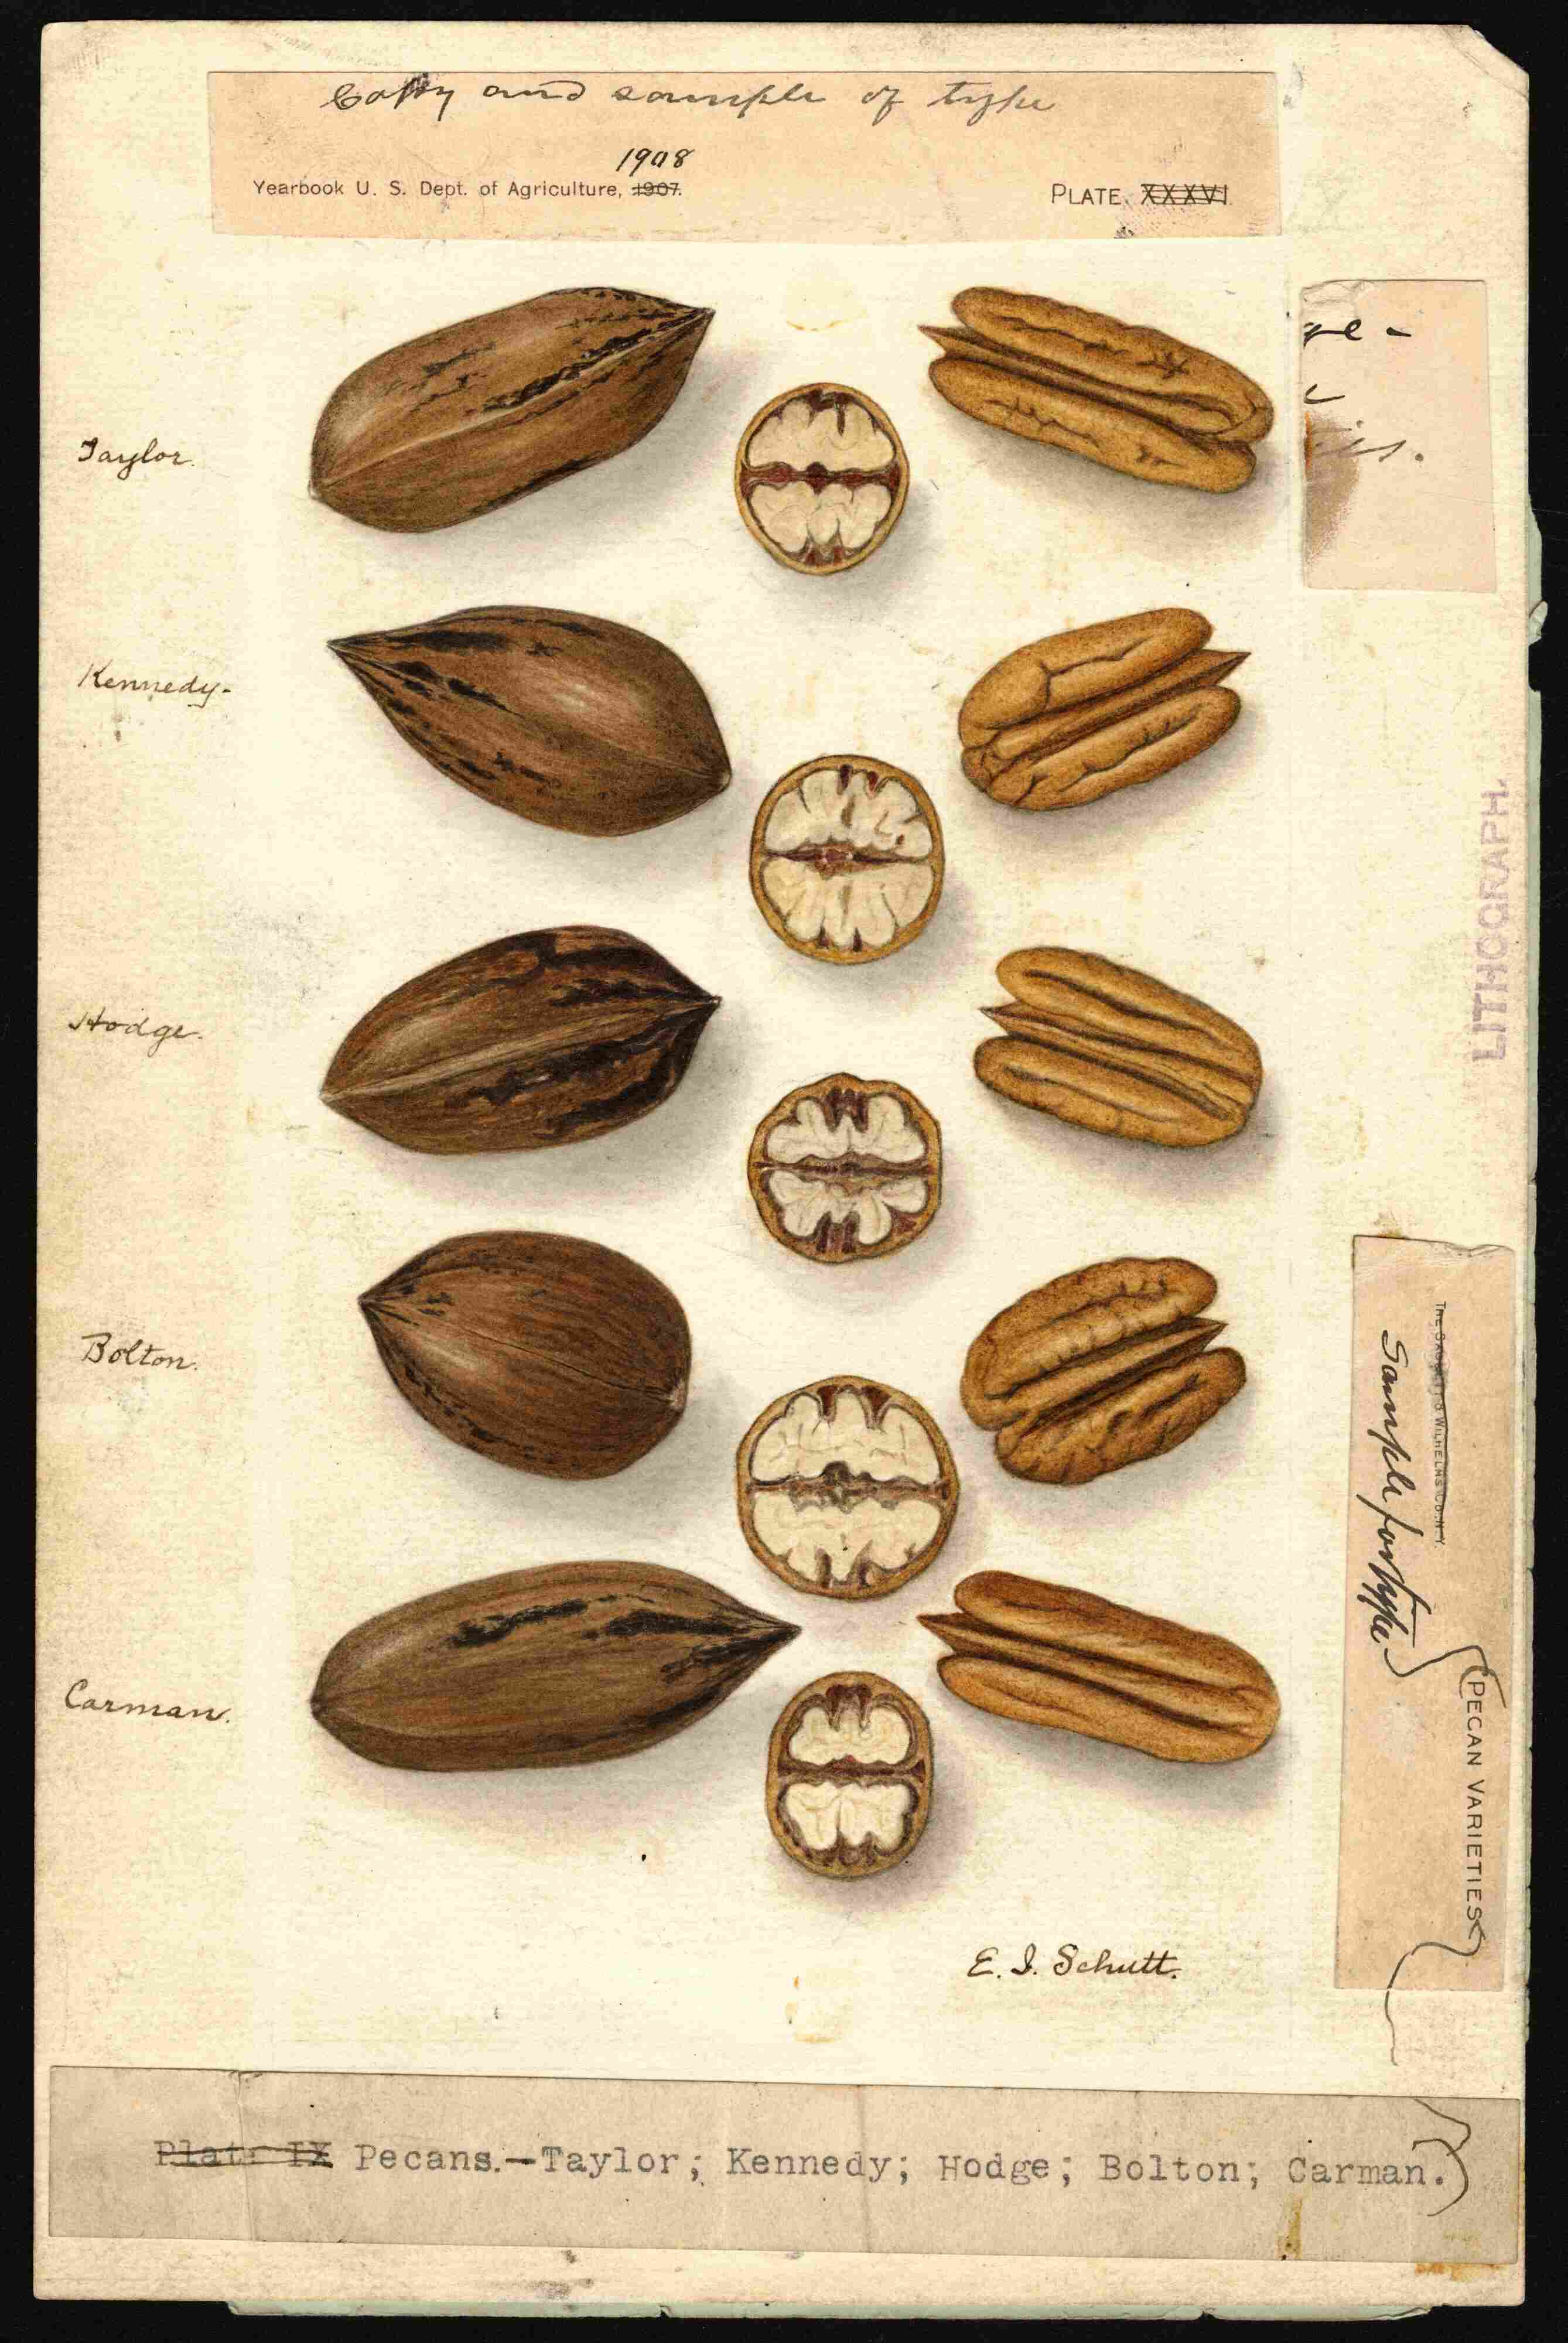 Copy and sample of type
1908
Yearbook U. S. Dept. of Agriculture, 1907.
PLATE XXXVI
Taylor.
Kennedy.
Hodge.
Bolton.
Carman.
LITHOGRAPH.
THE SACKETT & WILHELMS CO. N.Y.
Sample for type
PECAN VARIETIES
E. I. Schutt.
Plate IX Pecans.—Taylor; Kennedy; Hodge; Bolton; Carman.